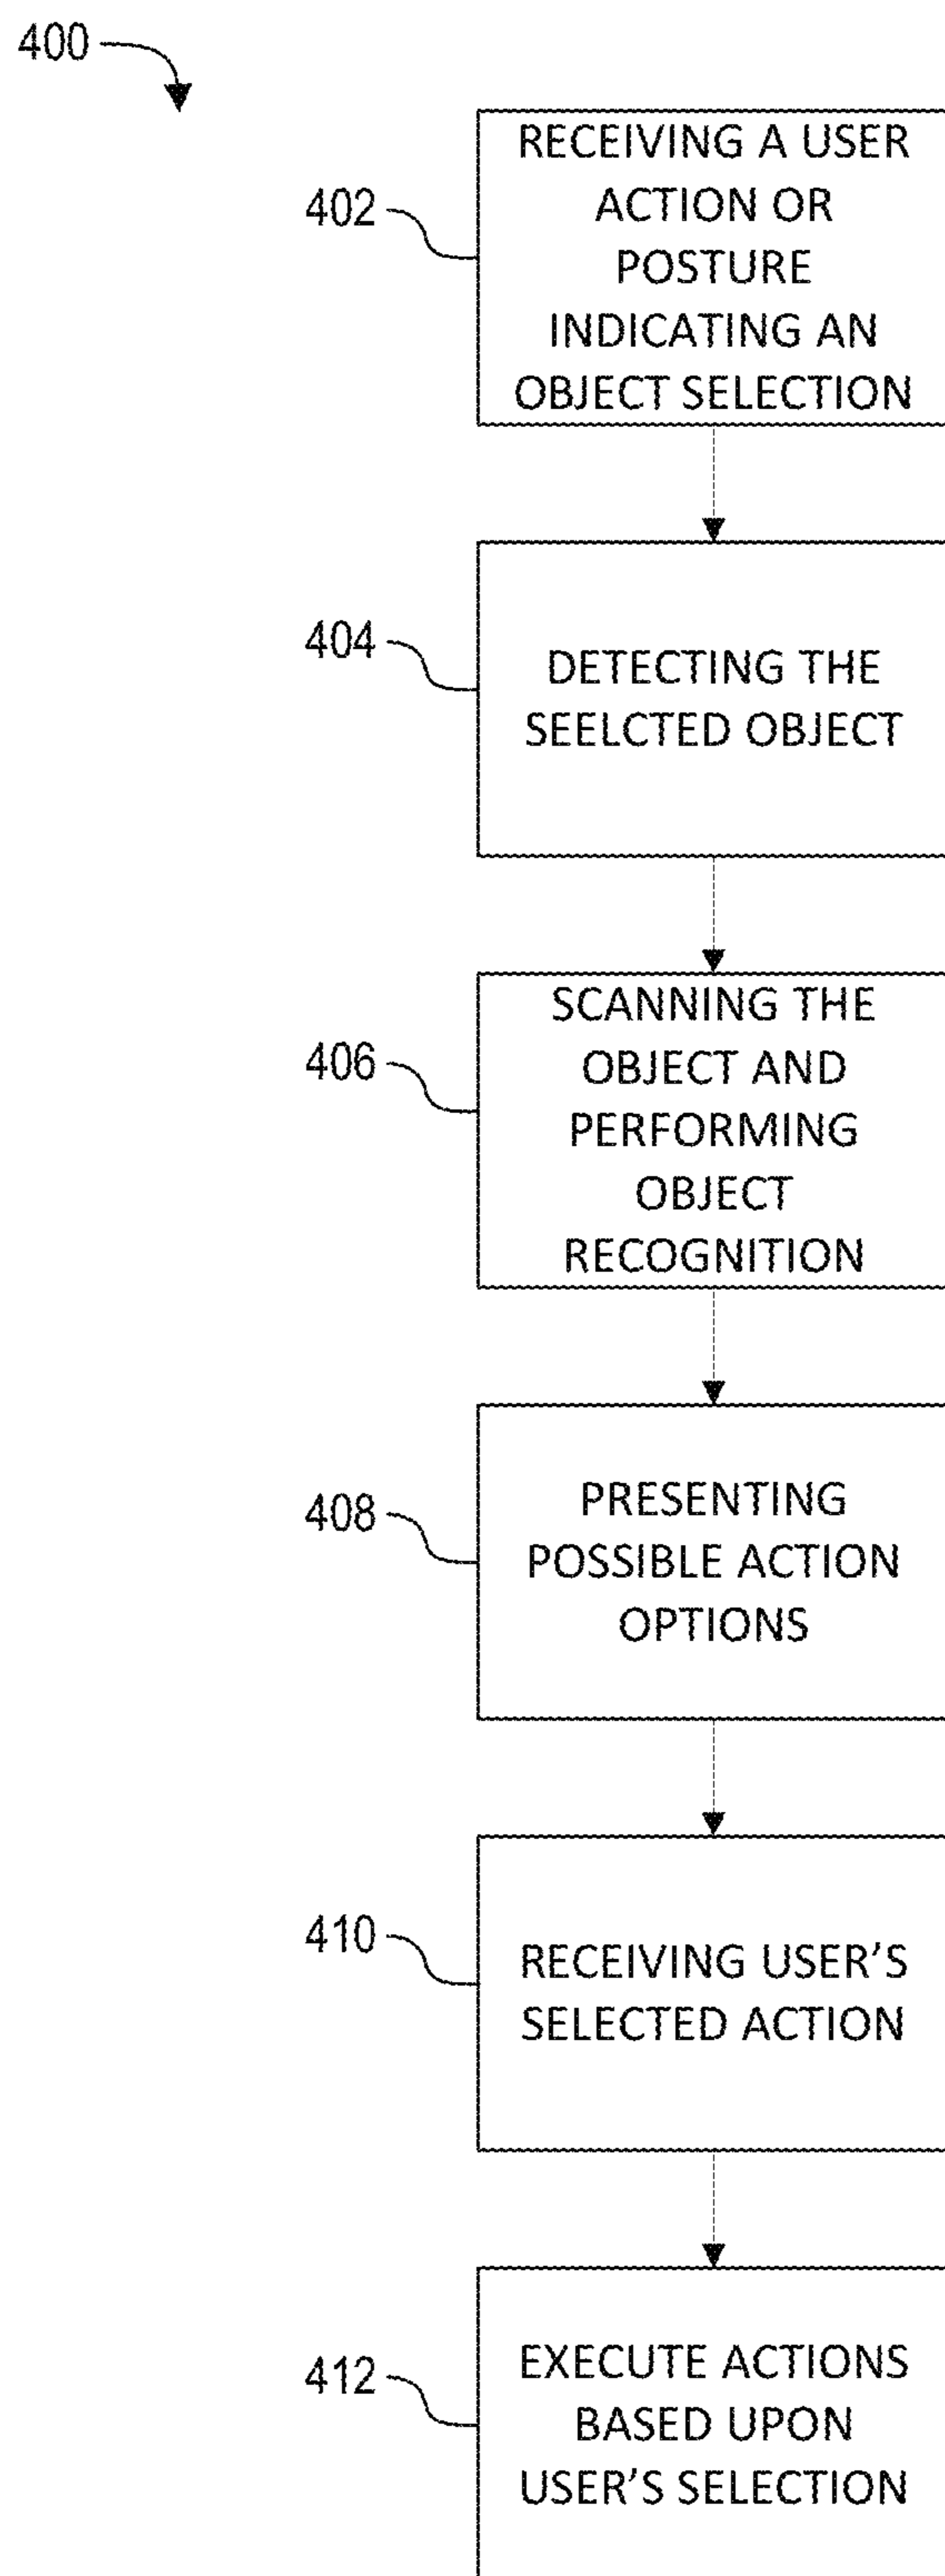 400
402
RECEIVING A USER
ACTION OR
POSTURE
INDICATING AN
OBJECT SELECTION
404
DETECTING THE
SEELCTED OBJECT
406
SCANNING THE
OBJECT AND
PERFORMING
OBJECT
RECOGNITION
408
PRESENTING
POSSIBLE ACTION
OPTIONS
410
RECEIVING USER’S
SELECTED ACTION
412
EXECUTE ACTIONS
BASED UPON
USER’S SELECTION